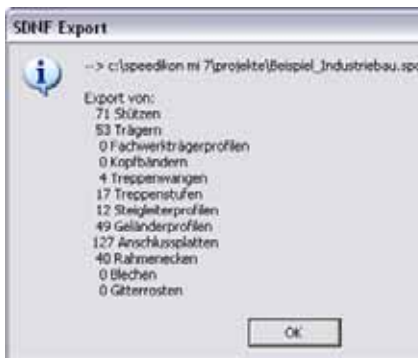 SDNF Export
--> c:\speedikon mi 7\projekte\Beispiel_Industriebau.spo
Export von:
71 Stützen
53 Trägern
0 Fachwerkträgerprofilen
0 Kopfbändern
4 Treppenwangen
17 Treppenstufen
12 Steigleiterprofilen
49 Geländerprofilen
127 Anschlussplatten
40 Rahmenecken
0 Blechen
0 Gitterrosten
OK